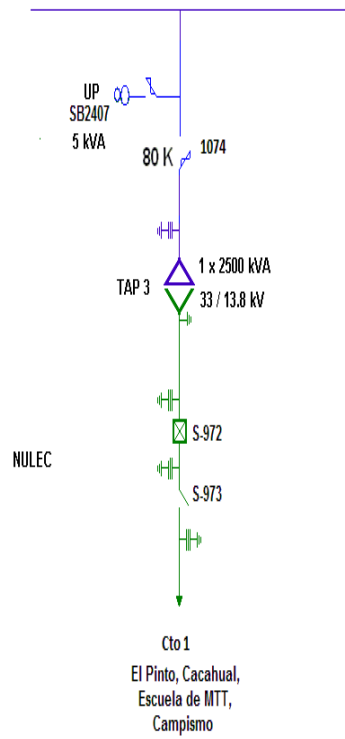 UP
SB2407
5 kVA
1074
80 K
1 x 2500 kVA
TAP 3
33 / 13.8 kV
S-972
NULEC
S-973
Cto 1
El Pinto, Cacahual,
Escuela de MTT,
Campismo